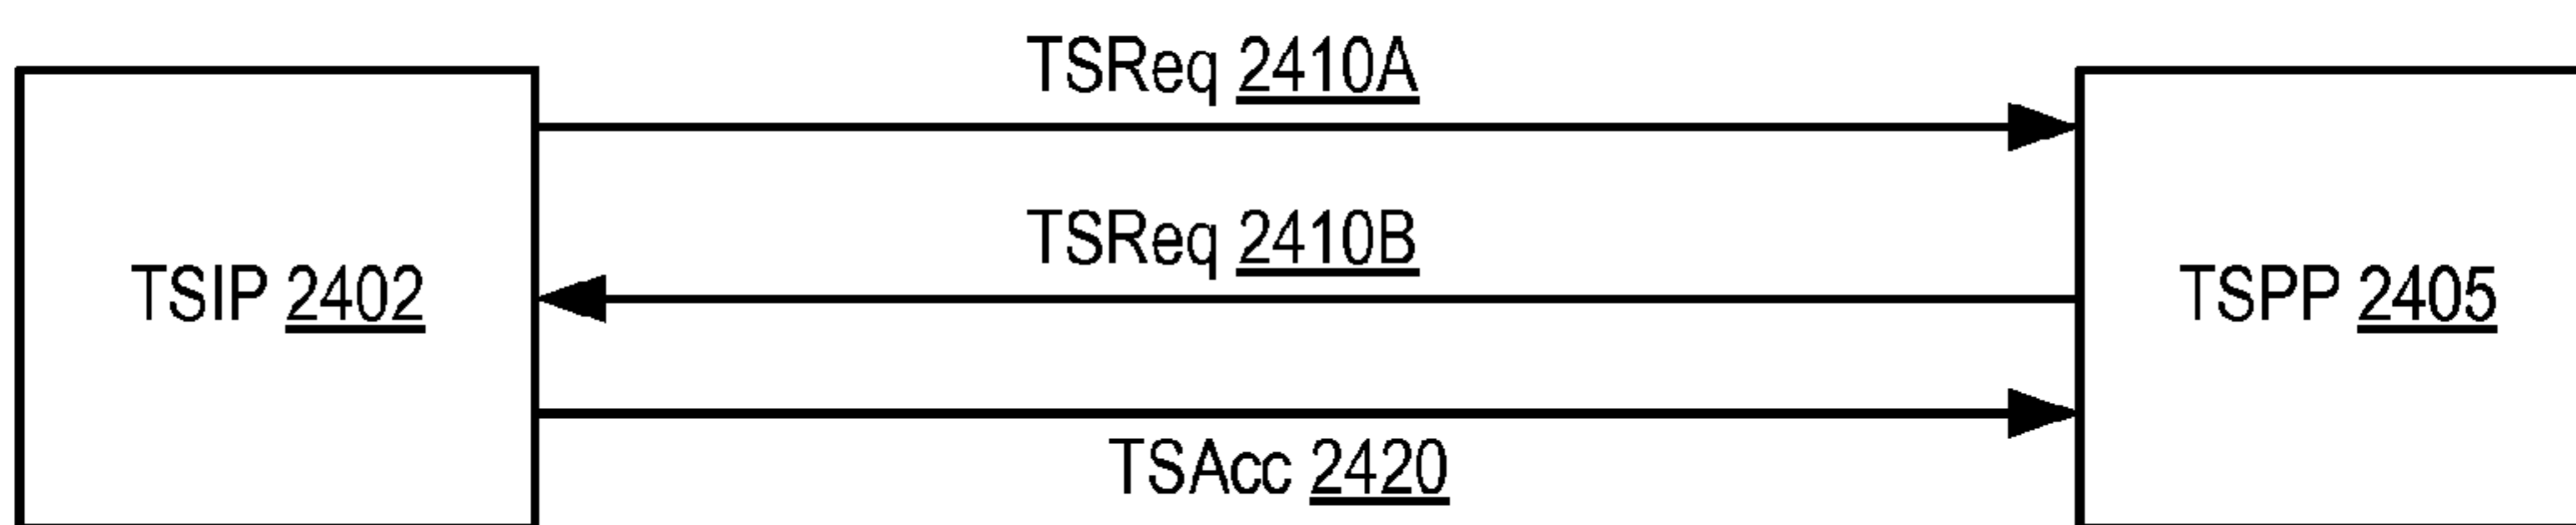 TSReq 2410A
TSReq 2410B
TSIP 2402
TSPP 2405
TSAcc 2420